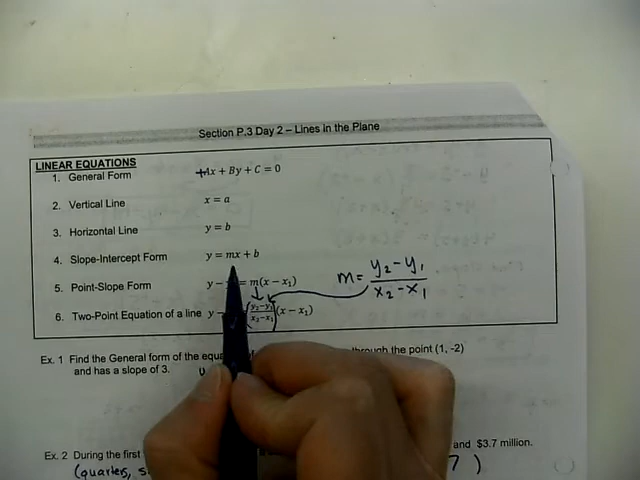 Section P.3 Day 2 – Lines in the Plane
LINEAR EQUATIONS
1. General Form +Ax + By + C = 0
2. Vertical Line x = a
3. Horizontal Line y = b
4. Slope-Intercept Form y = mx + b
5. Point-Slope Form y − = m(x − x₁) m = y₂ − y₁ / x₂ − x₁
6. Two-Point Equation of a line y − (y₂−y₁ / x₂−x₁)(x − x₁)
Ex. 1 Find the General form of the through the point (1, -2)
and has a slope of 3.
Ex. 2 During the first and $3.7 million.
(quarters, 7 )